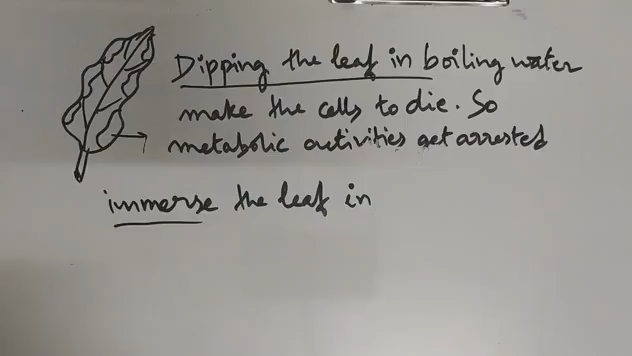 Dipping the leaf in boiling water
make the cells to die. So
metabolic activities get arrested
immerse the leaf in